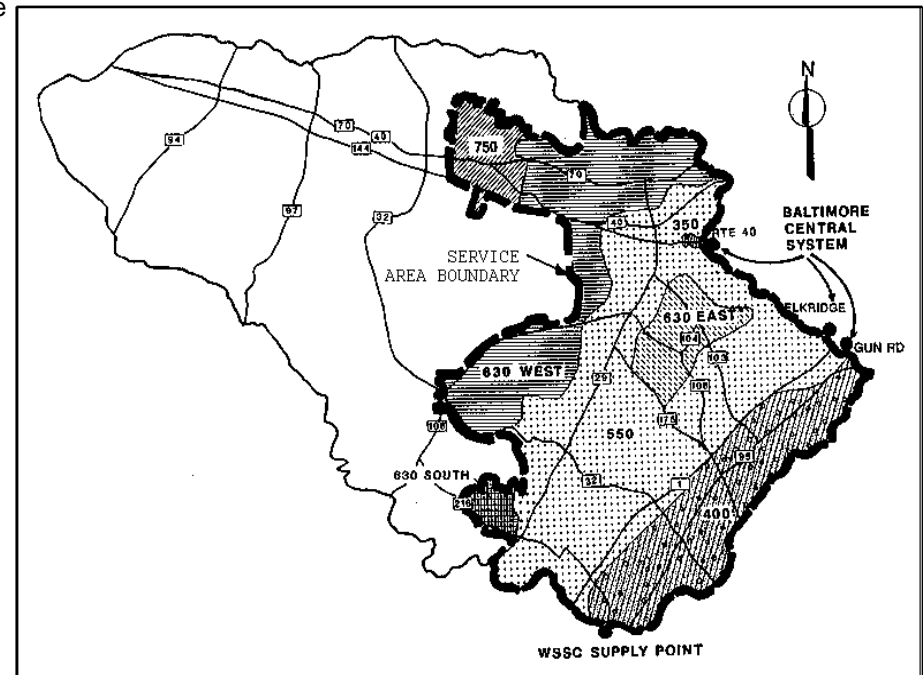 e
N
94
70
40
144
750
70
97
32
40
350
RTE 40
BALTIMORE
CENTRAL
SYSTEM
SERVICE
AREA BOUNDARY
ELKRIDGE
630 EAST
GUN RD
104
103
630 WEST
29
108
108
175
550
95
630 SOUTH
216
32
1
400
WSSC SUPPLY POINT